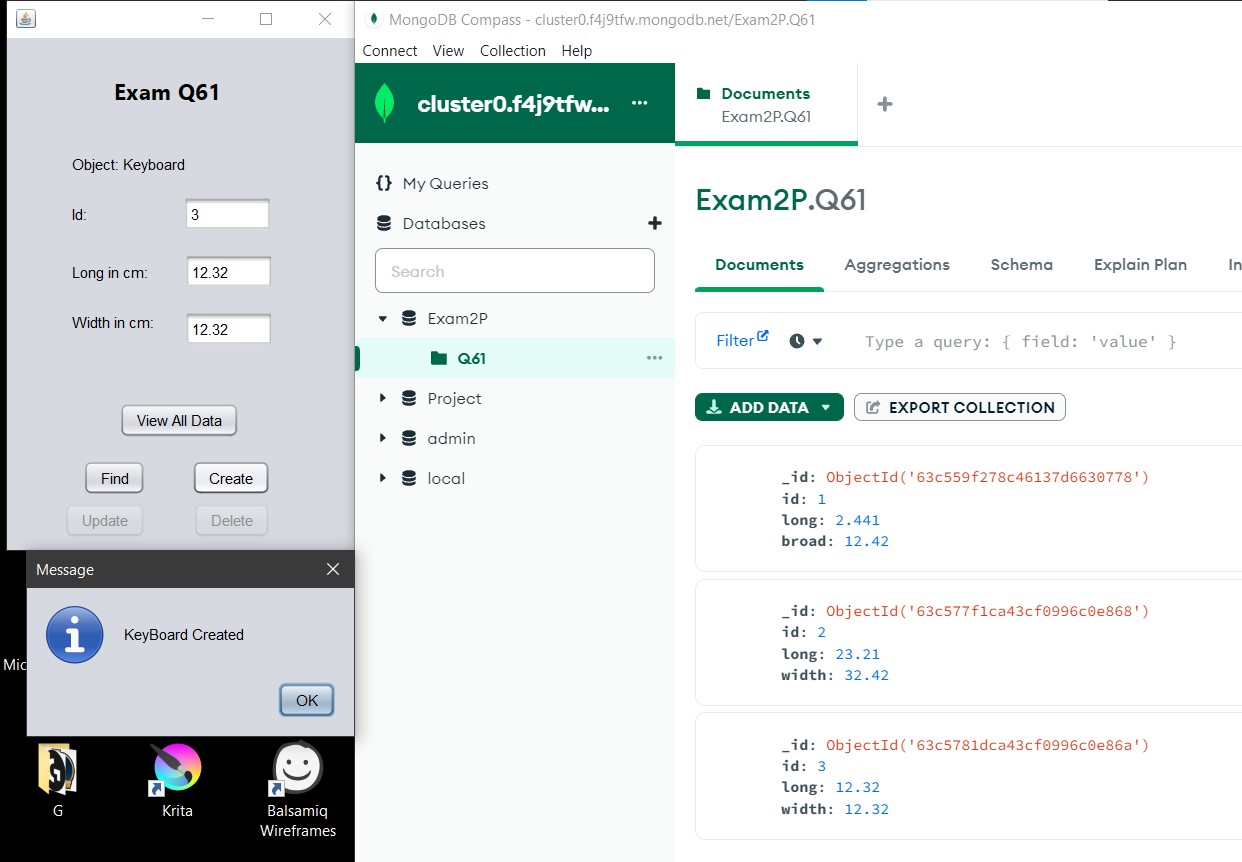 Exam Q61
Object: Keyboard
Id:
3
Long in cm:
12.32
Width in cm:
12.32
View All Data
Find
Create
Update
Delete
Message
KeyBoard Created
OK
Mic
G
Krita
Balsamiq
Wireframes
MongoDB Compass - cluster0.f4j9tfw.mongodb.net/Exam2P.Q61
Connect View Collection Help
cluster0.f4j9tfw...
My Queries
Databases
Search
Exam2P
Q61
Project
admin
local
Documents
Exam2P.Q61
Exam2P.Q61
Documents Aggregations Schema Explain Plan In
Filter
Type a query: { field: 'value' }
ADD DATA
EXPORT COLLECTION
_id: ObjectId('63c559f278c46137d6630778')
id: 1
long: 2.441
broad: 12.42
_id: ObjectId('63c577f1ca43cf0996c0e868')
id: 2
long: 23.21
width: 32.42
_id: ObjectId('63c5781dca43cf0996c0e86a')
id: 3
long: 12.32
width: 12.32